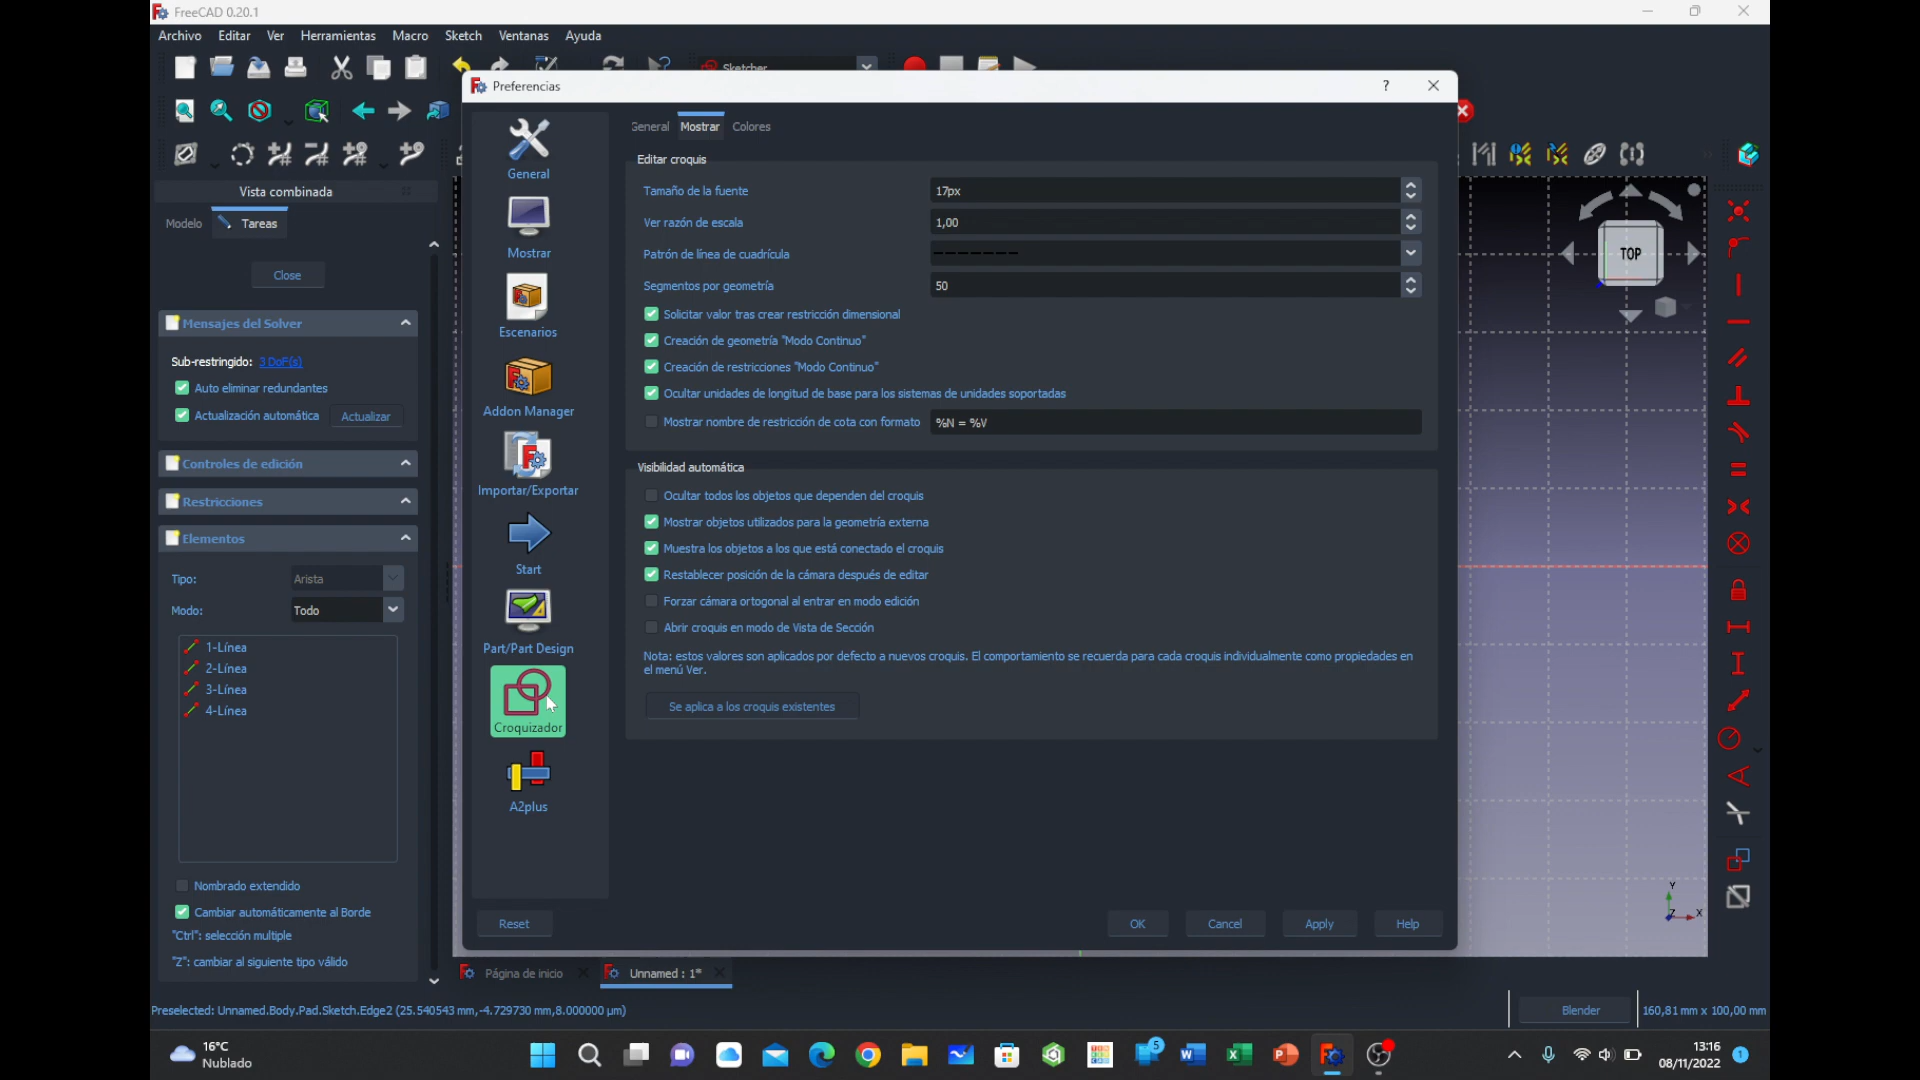 FreeCAD 0.20.1
Archivo Editar Ver Herramientas Macro Sketch Ventanas Ayuda
Sketcher
Preferencias
?
Vista combinada
Modelo Tareas
Close
Mensajes del Solver
Sub-restringido: 3 DoF(s)
Auto eliminar redundantes
Actualización automática Actualizar
Controles de edición
Restricciones
Elementos
Tipo: Arista
Modo: Todo
1-Línea
2-Línea
3-Línea
4-Línea
Nombrado extendido
Cambiar automáticamente al Borde
"Ctrl": selección multiple
"Z": cambiar al siguiente tipo válido
General
Mostrar
Escenarios
Addon Manager
Importar/Exportar
Start
Part/Part Design
Croquizador
A2plus
General Mostrar Colores
Editar croquis
Tamaño de la fuente 17px
Ver razón de escala 1,00
Patrón de línea de cuadrícula
Segmentos por geometría 50
Solicitar valor tras crear restricción dimensional
Creación de geometría "Modo Continuo"
Creación de restricciones "Modo Continuo"
Ocultar unidades de longitud de base para los sistemas de unidades soportadas
Mostrar nombre de restricción de cota con formato %N = %V
Visibilidad automática
Ocultar todos los objetos que dependen del croquis
Mostrar objetos utilizados para la geometría externa
Muestra los objetos a los que está conectado el croquis
Restablecer posición de la cámara después de editar
Forzar cámara ortogonal al entrar en modo edición
Abrir croquis en modo de Vista de Sección
Nota: estos valores son aplicados por defecto a nuevos croquis. El comportamiento se recuerda para cada croquis individualmente como propiedades en
el menú Ver.
Se aplica a los croquis existentes
Reset OK Cancel Apply Help
TOP
Y
Z X
Página de inicio Unnamed : 1*
Preselected: Unnamed.Body.Pad.Sketch.Edge2 (25.540543 mm,-4.729730 mm,8.000000 µm)
Blender 160,81 mm x 100,00 mm
16°C
Nublado
5
13:16
08/11/2022
1